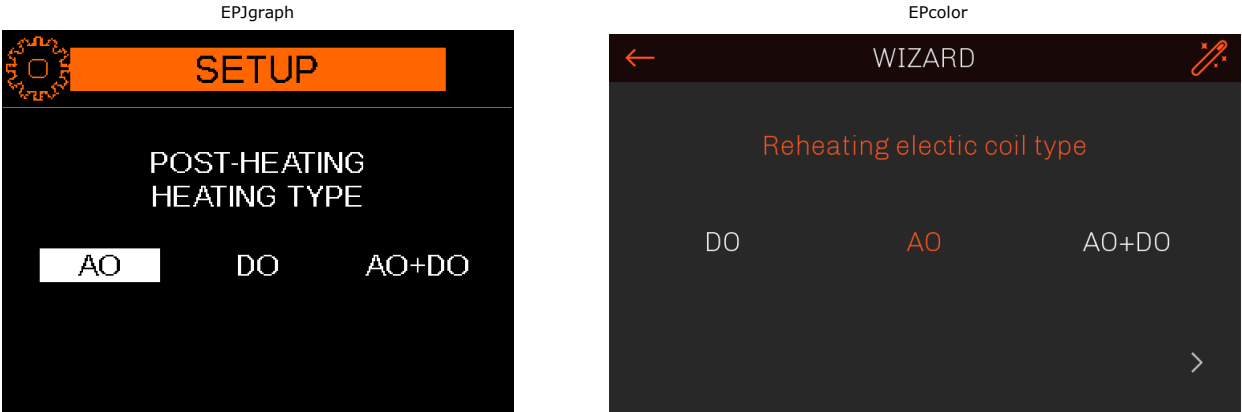 EPJgraph
SETUP
POST-HEATING
HEATING TYPE
AO DO AO+DO
EPcolor
WIZARD
Reheating electic coil type
DO AO AO+DO